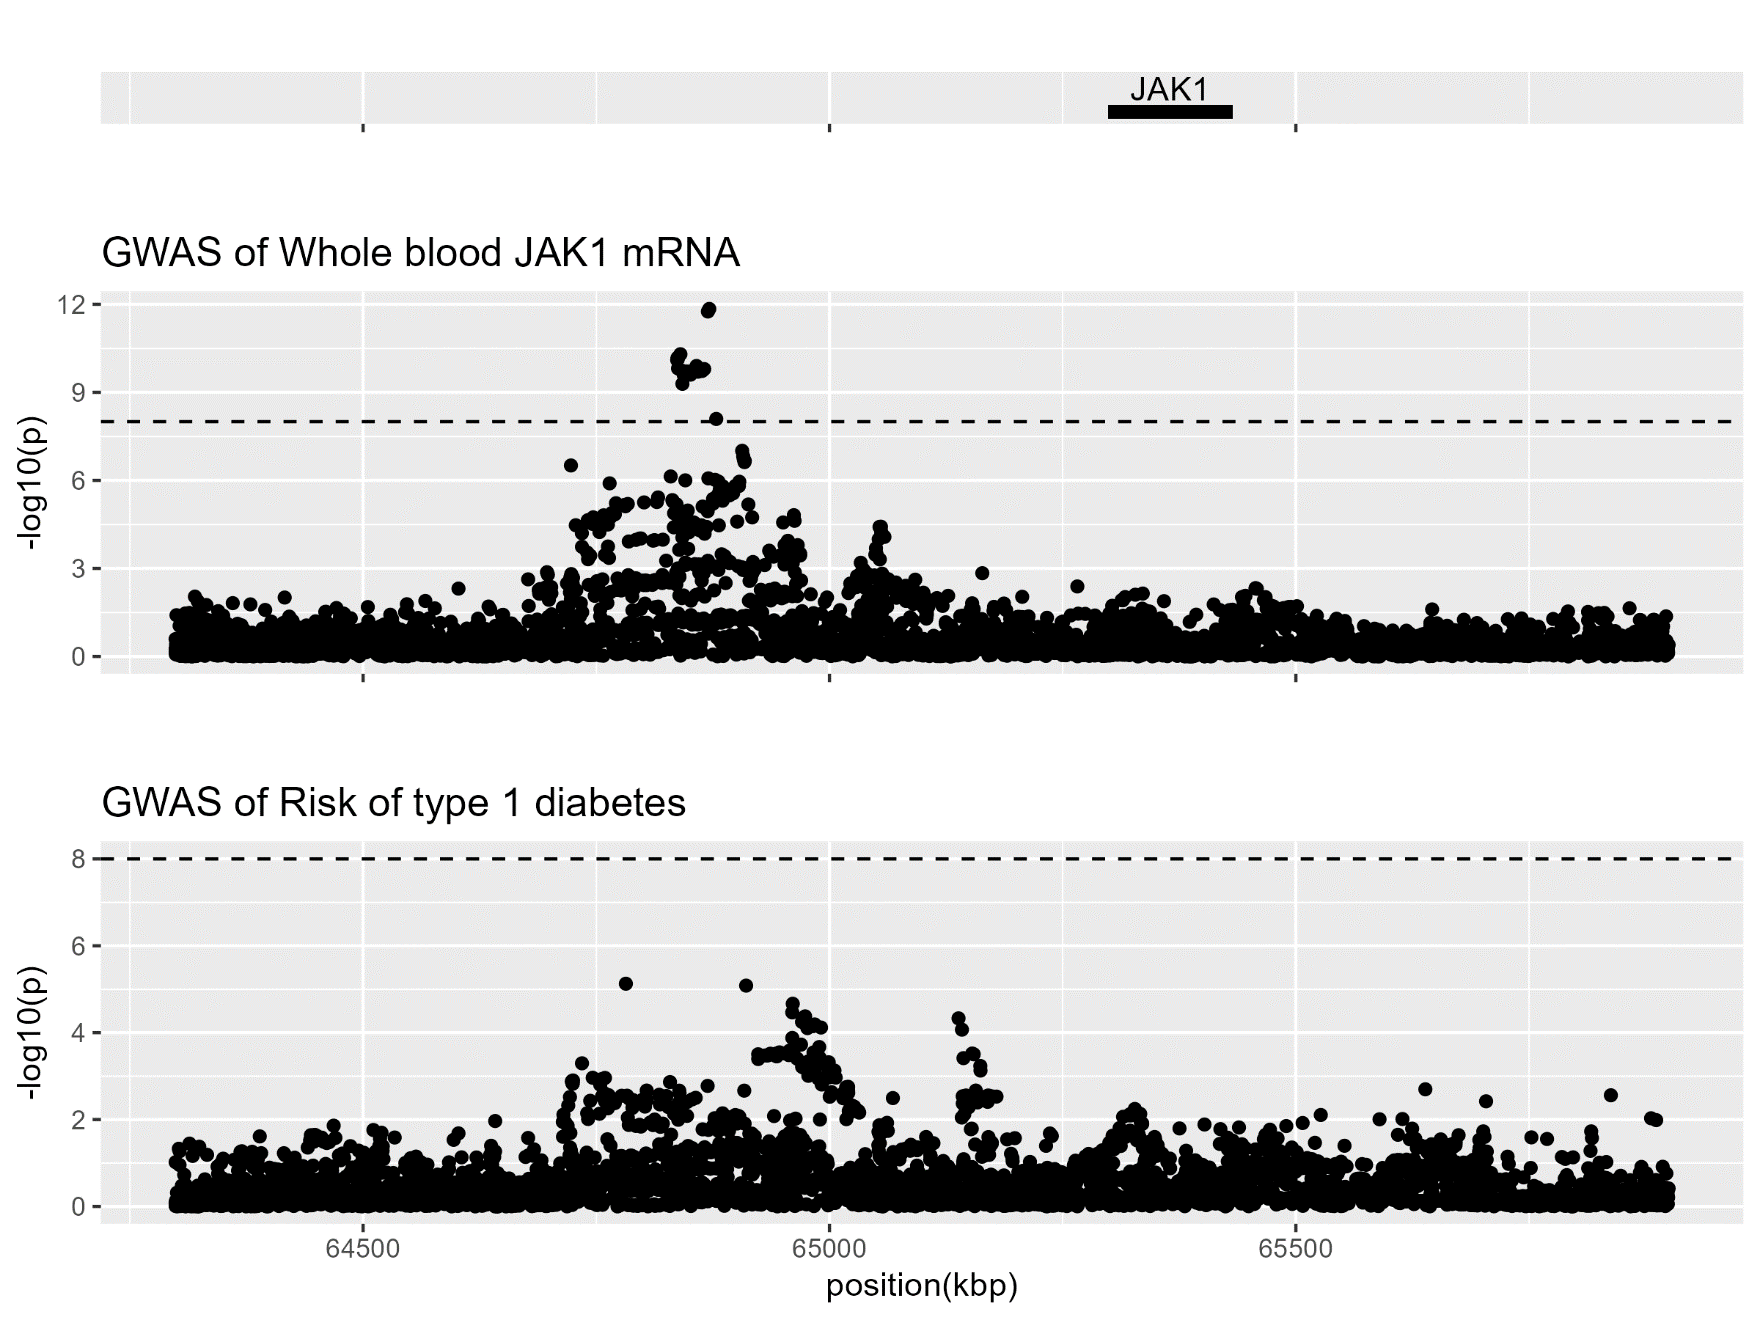 JAK1
GWAS of Whole blood JAK1 mRNA
12
9
6
3
0
-log10(p)
GWAS of Risk of type 1 diabetes
8
6
4
2
0
-log10(p)
64500 65000 65500
position(kbp)